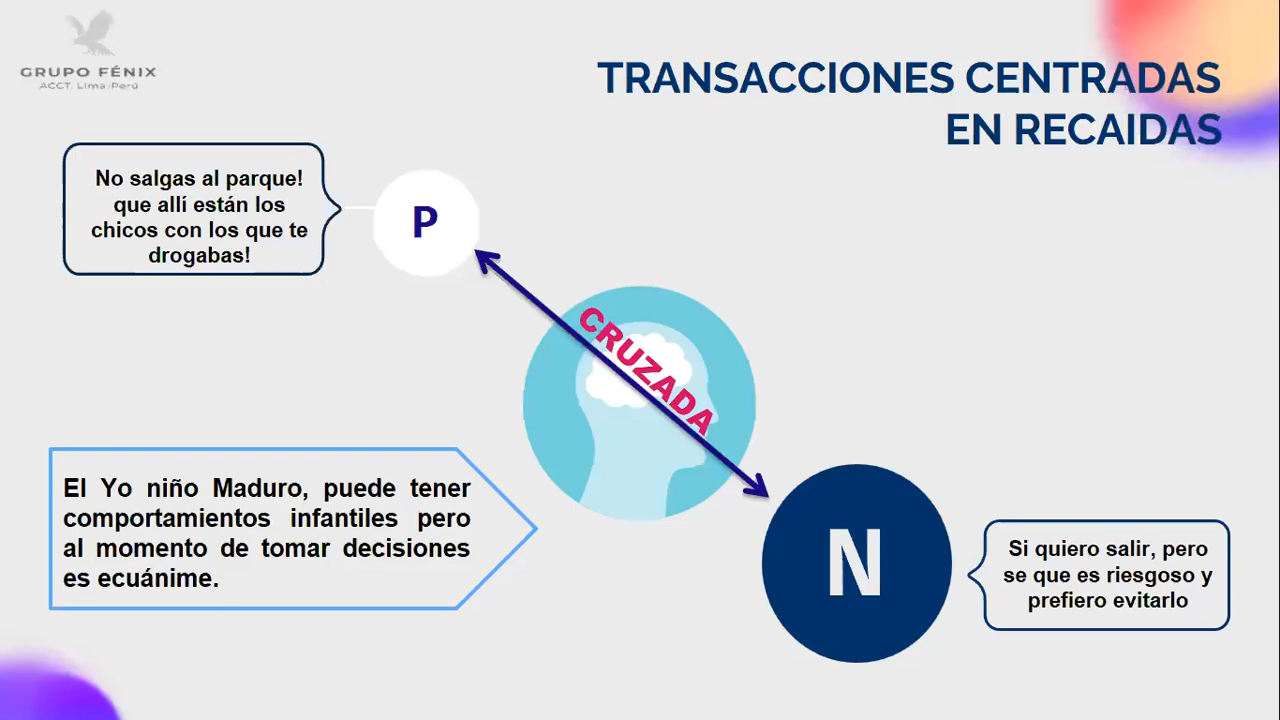 GRUPO FÉNIX
ACCT. Lima-Perú
TRANSACCIONES CENTRADAS
EN RECAIDAS
No salgas al parque!
que allí están los
chicos con los que te
drogabas!
P
CRUZADA
El Yo niño Maduro, puede tener
comportamientos infantiles pero
al momento de tomar decisiones
es ecuánime.
N
Si quiero salir, pero
se que es riesgoso y
prefiero evitarlo